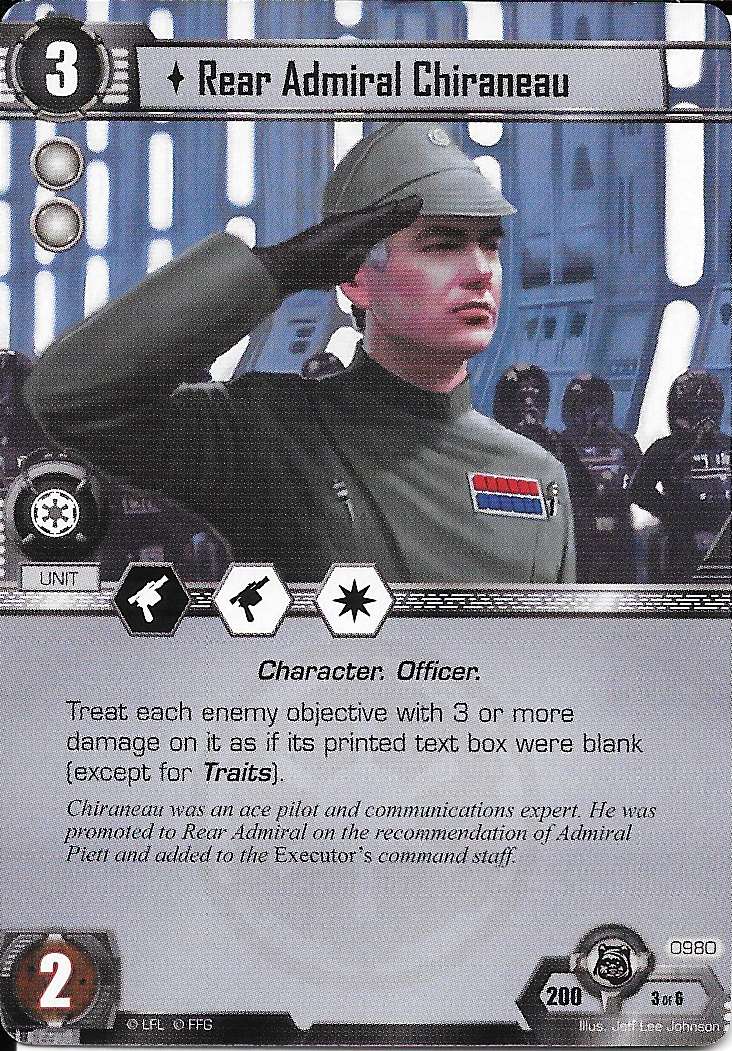 3
Rear Admiral Chiraneau
UNIT
Character. Officer.
Treat each enemy objective with 3 or more
damage on it as if its printed text box were blank
(except for Traits).
Chiraneau was an ace pilot and communications expert. He was
promoted to Rear Admiral on the recommendation of Admiral
Piett and added to the Executor's command staff.
2
0980
200
3 OF 6
© LFL © FFG
Illus. Jeff Lee Johnson